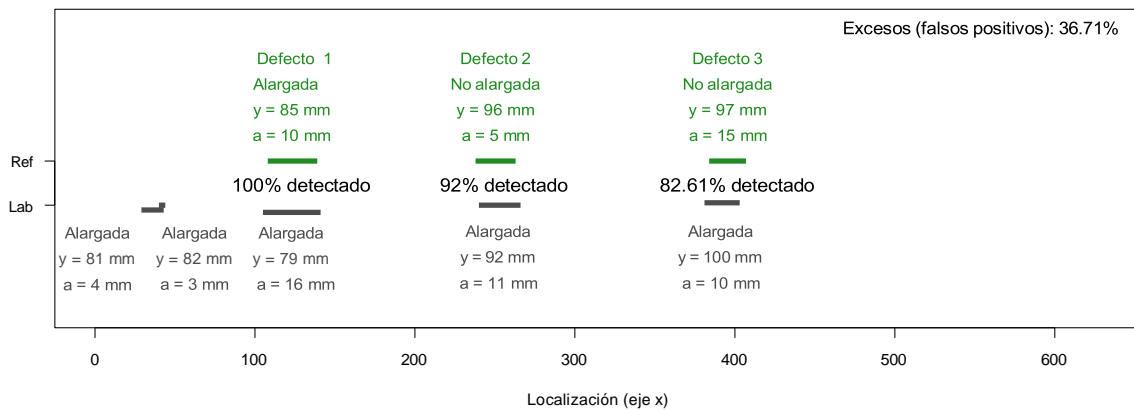 Excesos (falsos positivos): 36.71%
Defecto 1
Alargada
y = 85 mm
a = 10 mm
Defecto 2
No alargada
y = 96 mm
a = 5 mm
Defecto 3
No alargada
y = 97 mm
a = 15 mm
Ref
100% detectado
92% detectado
82.61% detectado
Lab
Alargada
y = 81 mm
a = 4 mm
Alargada
y = 82 mm
a = 3 mm
Alargada
y = 79 mm
a = 16 mm
Alargada
y = 92 mm
a = 11 mm
Alargada
y = 100 mm
a = 10 mm
0 100 200 300 400 500 600
Localización (eje x)